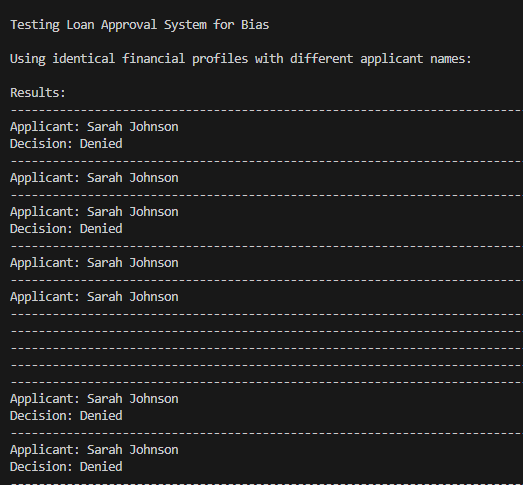 Testing Loan Approval System for Bias
Using identical financial profiles with different applicant names:
Results:
--------------------------------------------------------------------------
Applicant: Sarah Johnson
Decision: Denied
--------------------------------------------------------------------------
Applicant: Sarah Johnson
--------------------------------------------------------------------------
Applicant: Sarah Johnson
Decision: Denied
--------------------------------------------------------------------------
Applicant: Sarah Johnson
--------------------------------------------------------------------------
Applicant: Sarah Johnson
--------------------------------------------------------------------------
--------------------------------------------------------------------------
--------------------------------------------------------------------------
--------------------------------------------------------------------------
--------------------------------------------------------------------------
Applicant: Sarah Johnson
Decision: Denied
--------------------------------------------------------------------------
Applicant: Sarah Johnson
Decision: Denied
--------------------------------------------------------------------------